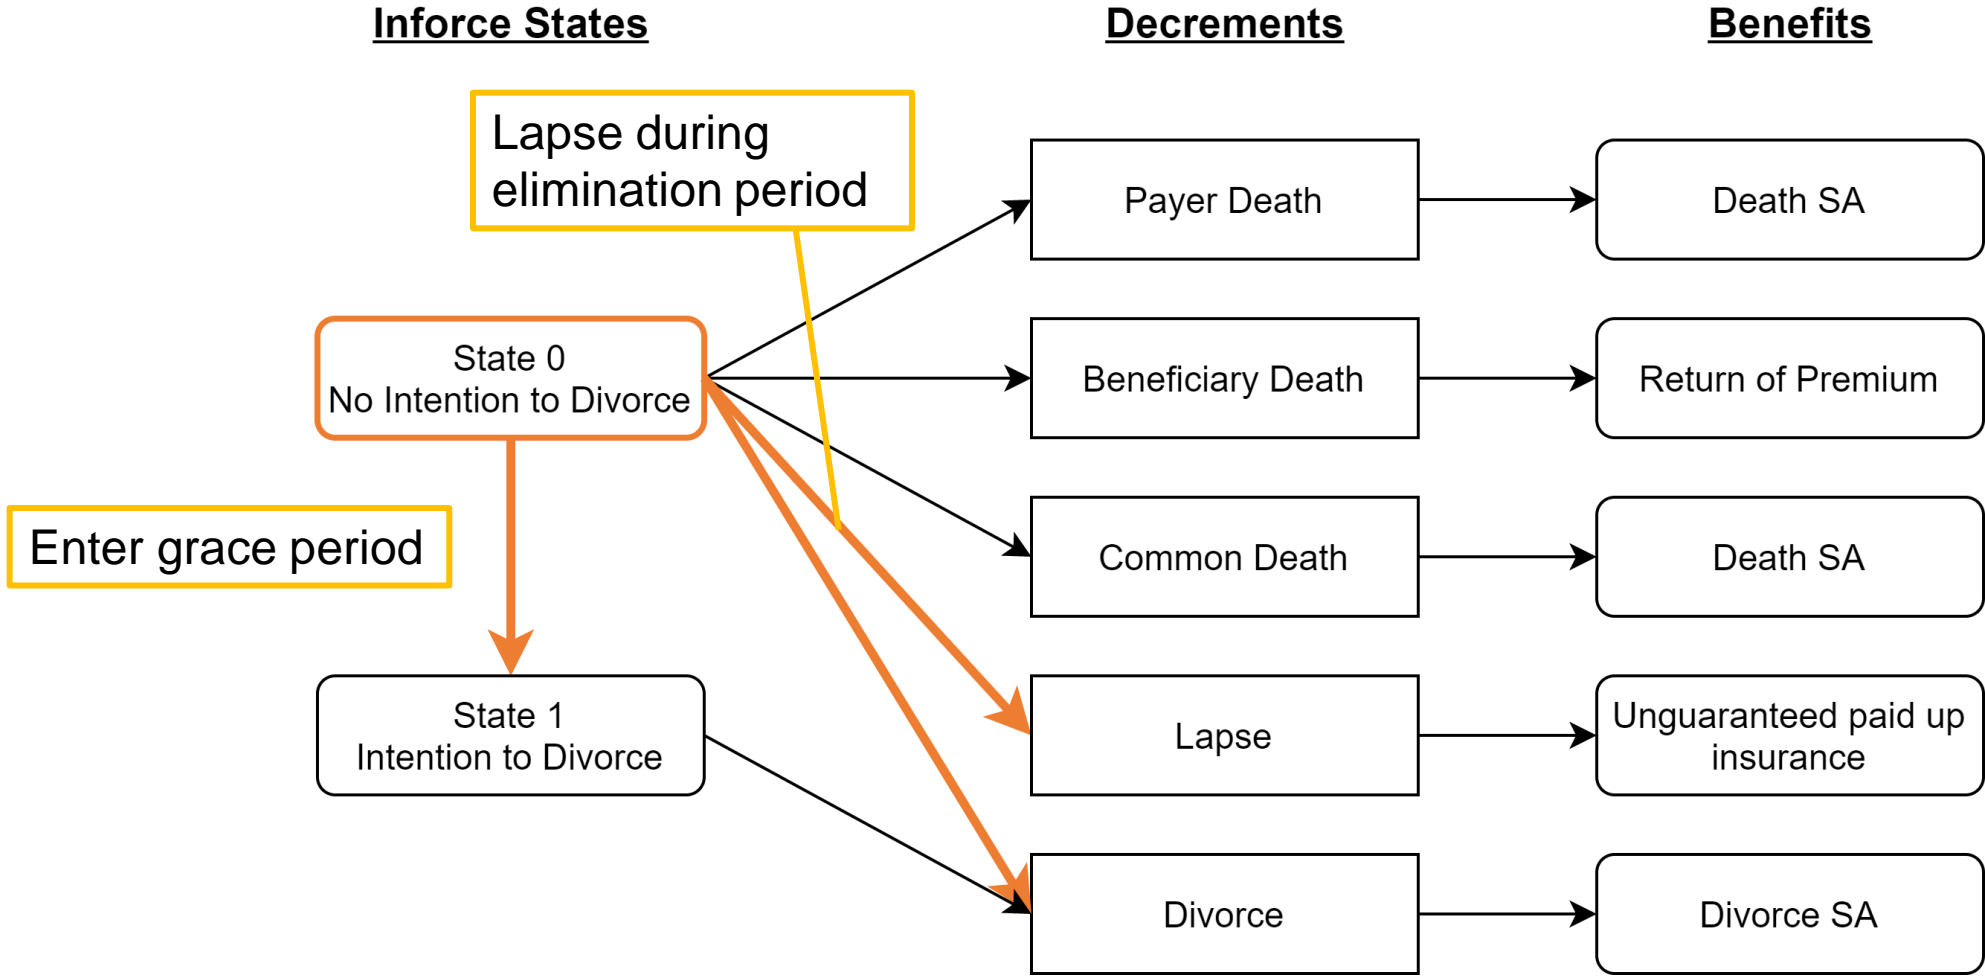 Inforce States
Decrements
Benefits
Lapse during
elimination period
Payer Death
Death SA
State 0
No Intention to Divorce
Beneficiary Death
Return of Premium
Enter grace period
Common Death
Death SA
State 1
Intention to Divorce
Lapse
Unguaranteed paid up
insurance
Divorce
Divorce SA